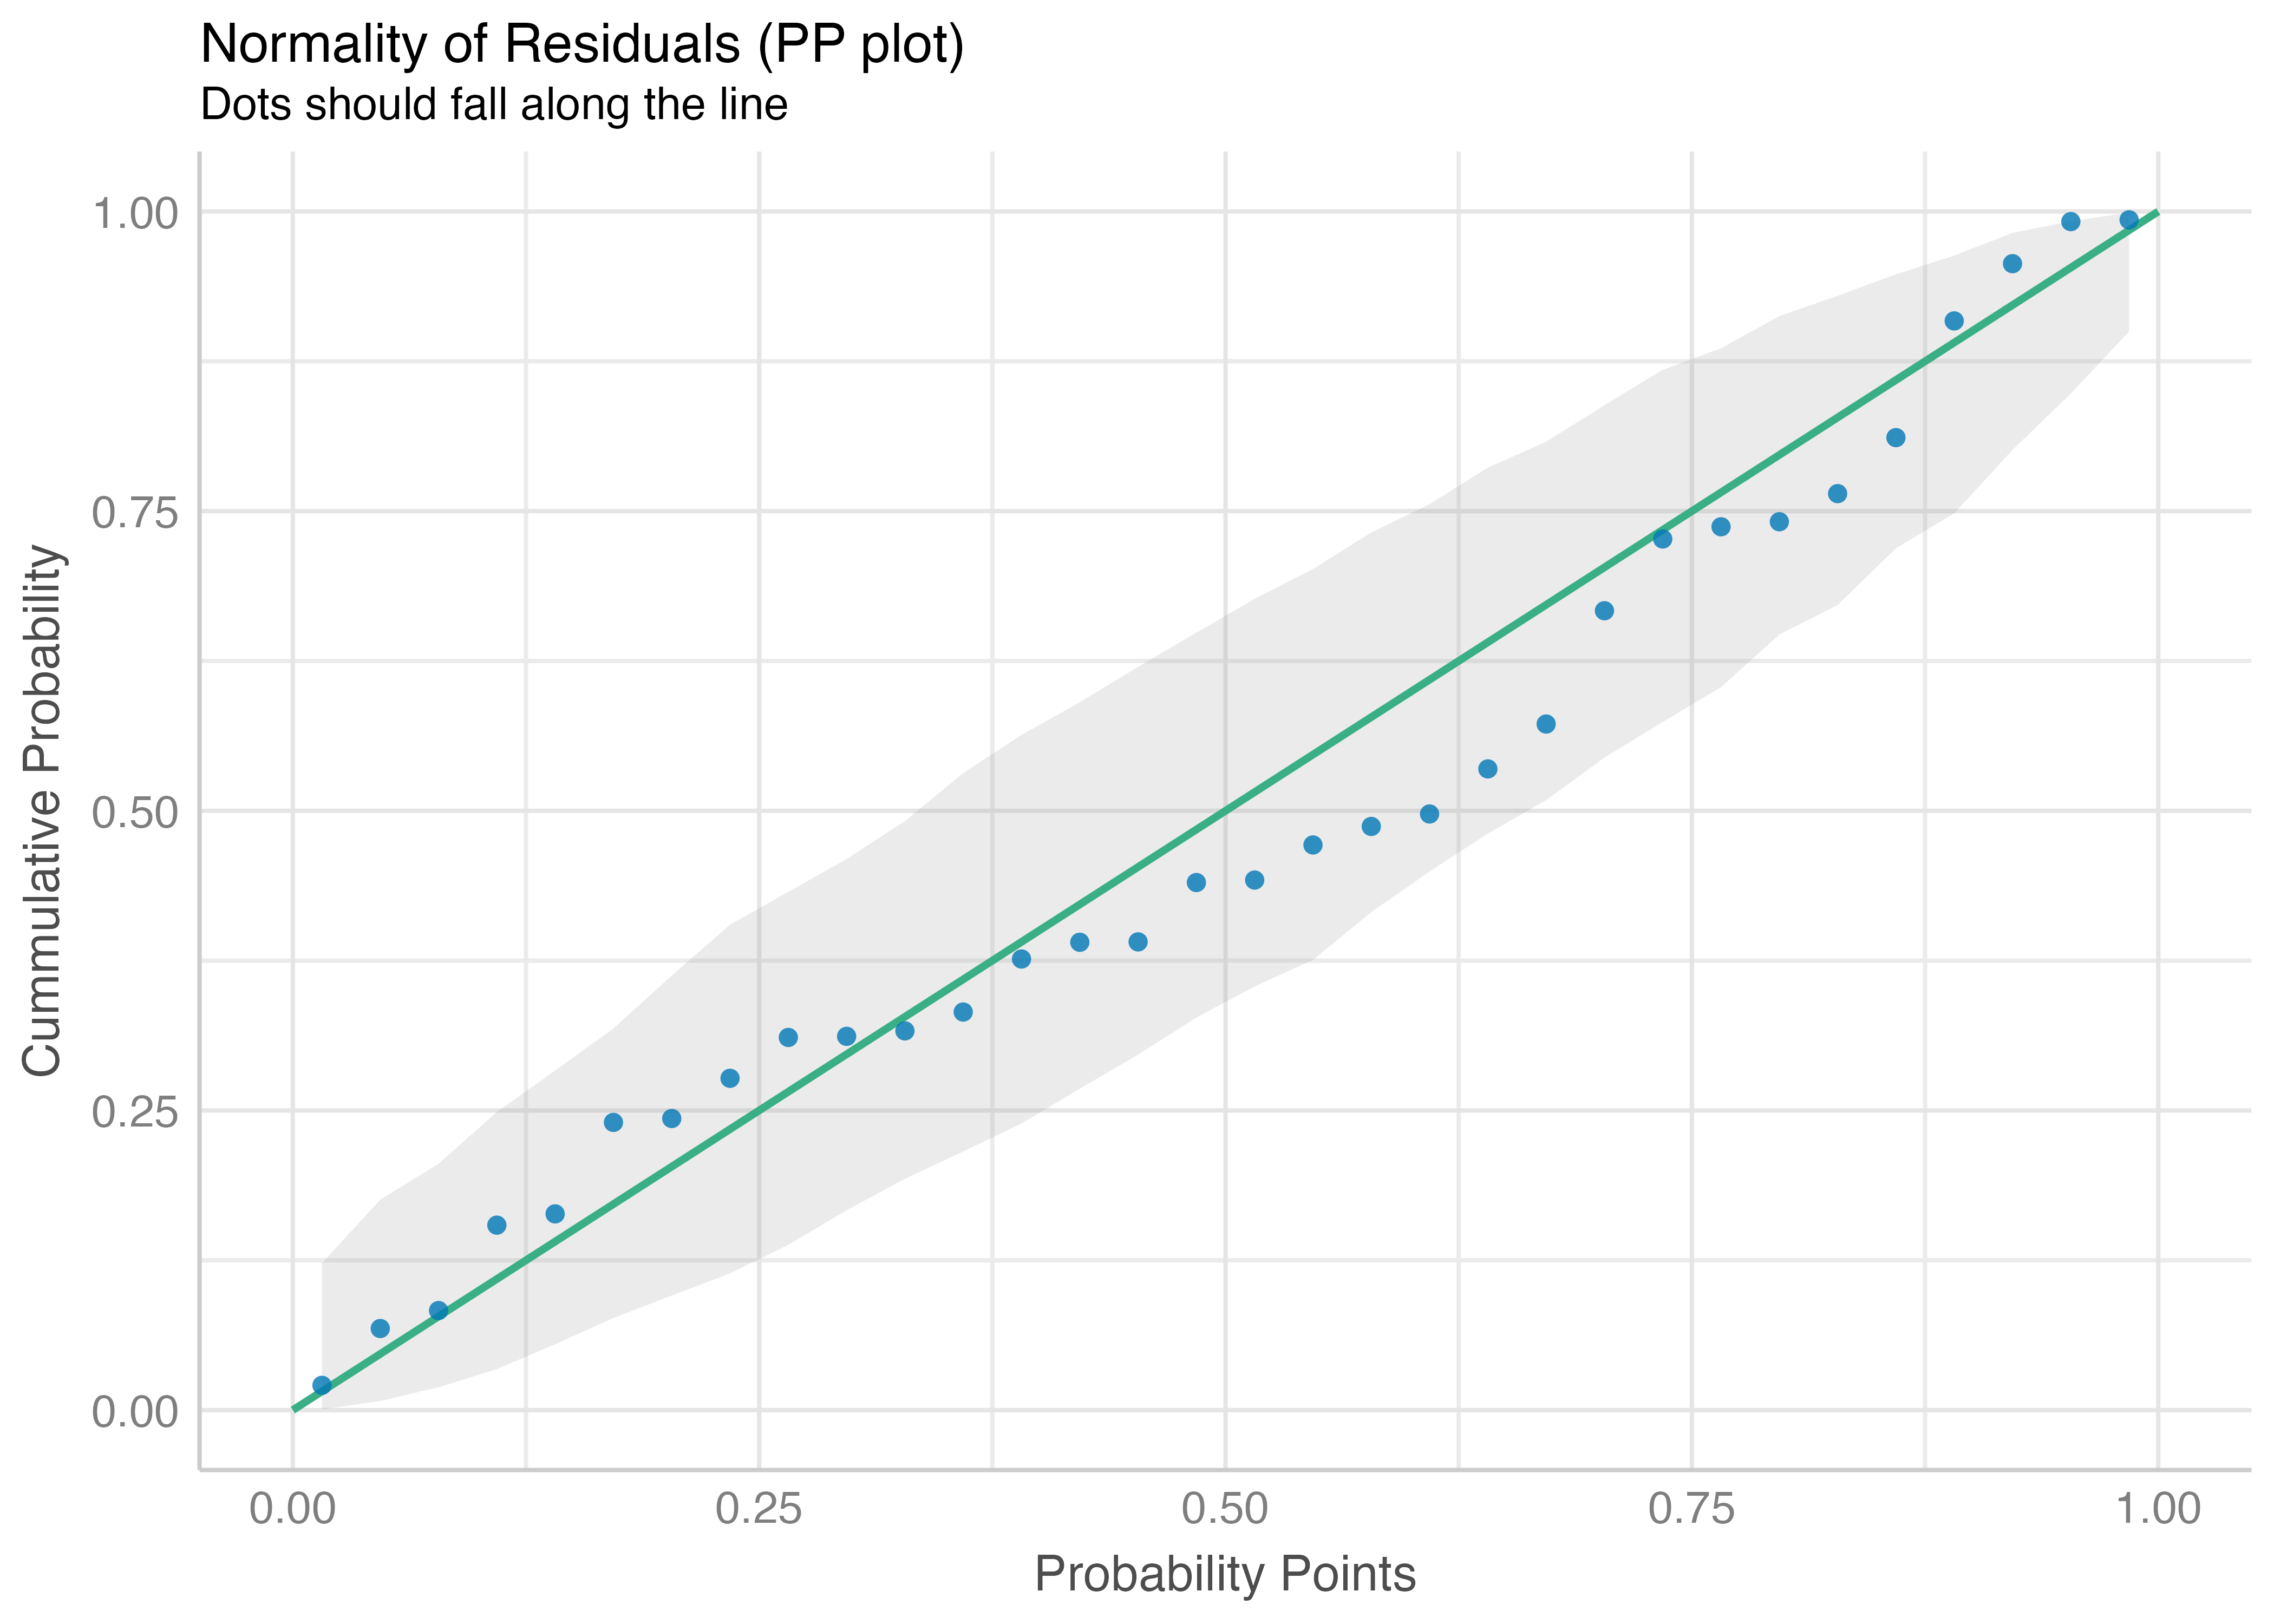 Normality of Residuals (PP plot)
Dots should fall along the line
1.00
0.75
0.50
0.25
0.00
Cummulative Probability
0.00 0.25 0.50 0.75 1.00
Probability Points